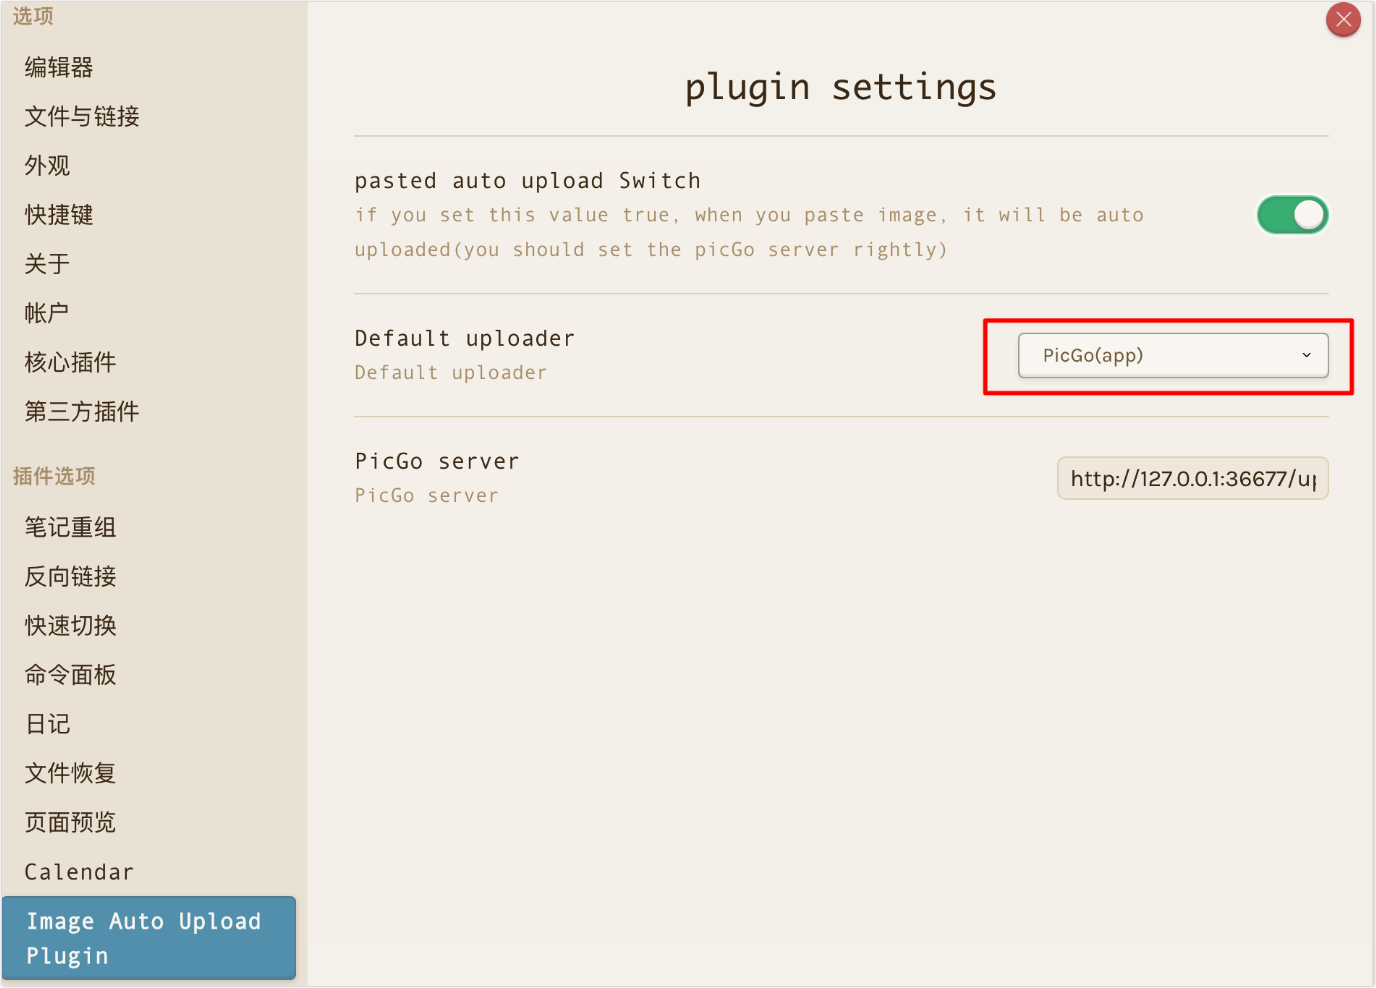 选项
编辑器
文件与链接
外观
快捷键
关于
帐户
核心插件
第三方插件
插件选项
笔记重组
反向链接
快速切换
命令面板
日记
文件恢复
页面预览
Calendar
Image Auto Upload
Plugin
plugin settings
pasted auto upload Switch
if you set this value true, when you paste image, it will be auto
uploaded(you should set the picGo server rightly)
Default uploader
Default uploader
PicGo(app)
PicGo server
PicGo server
http://127.0.0.1:36677/up